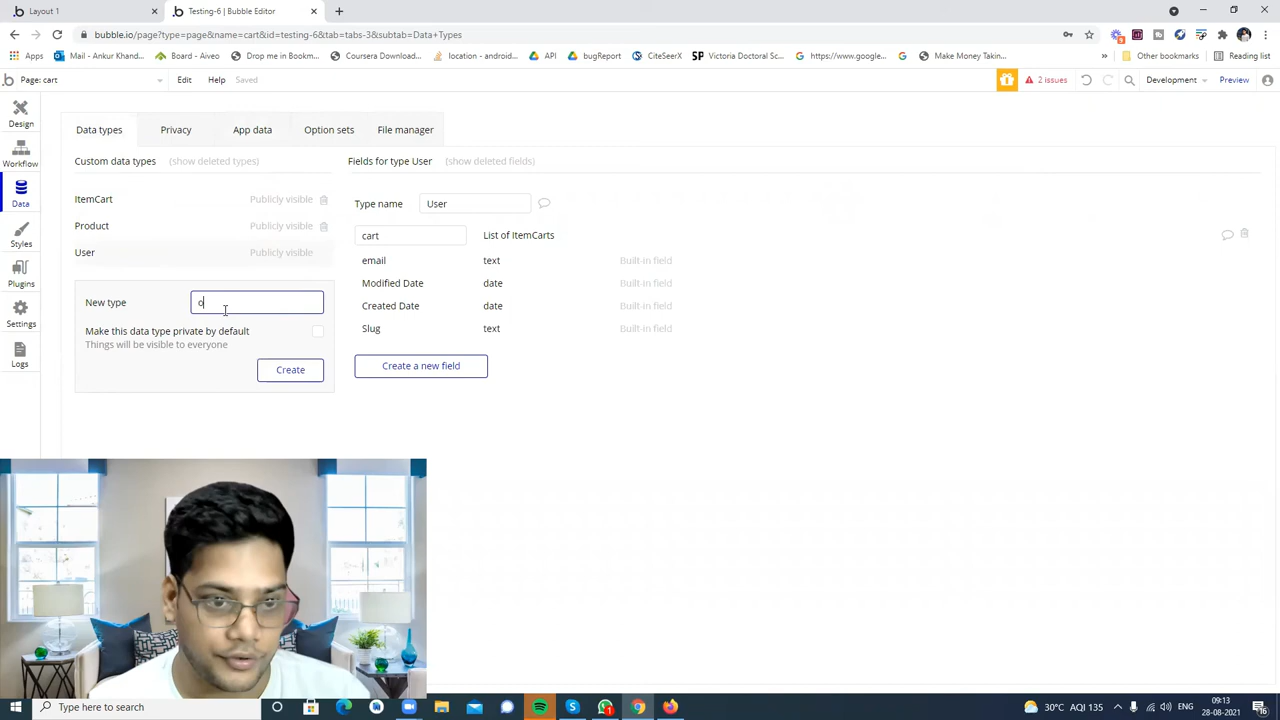 Layout 1
Testing-6 | Bubble Editor
bubble.io/page?type=page&name=cart&id=testing-6&tab=tabs-3&subtab=Data+Types
Apps
Mail - Ankur Khand...
Board - Aiveo
Drop me in Bookm...
Coursera Download...
location - android...
API
bugReport
CiteSeerX
Victoria Doctoral Sc...
https://www.google...
Make Money Takin...
Other bookmarks
Reading list
Page: cart
Edit
Help
Saved
2 issues
Development
Preview
Design
Workflow
Data
Styles
Plugins
Settings
Logs
Data types
Privacy
App data
Option sets
File manager
Custom data types (show deleted types)
ItemCart Publicly visible
Product Publicly visible
User Publicly visible
New type o
Make this data type private by default
Things will be visible to everyone
Create
Fields for type User (show deleted fields)
Type name User
cart List of ItemCarts
email text Built-in field
Modified Date date Built-in field
Created Date date Built-in field
Slug text Built-in field
Create a new field
Type here to search
30°C AQI 135
ENG
09:13
28-08-2021